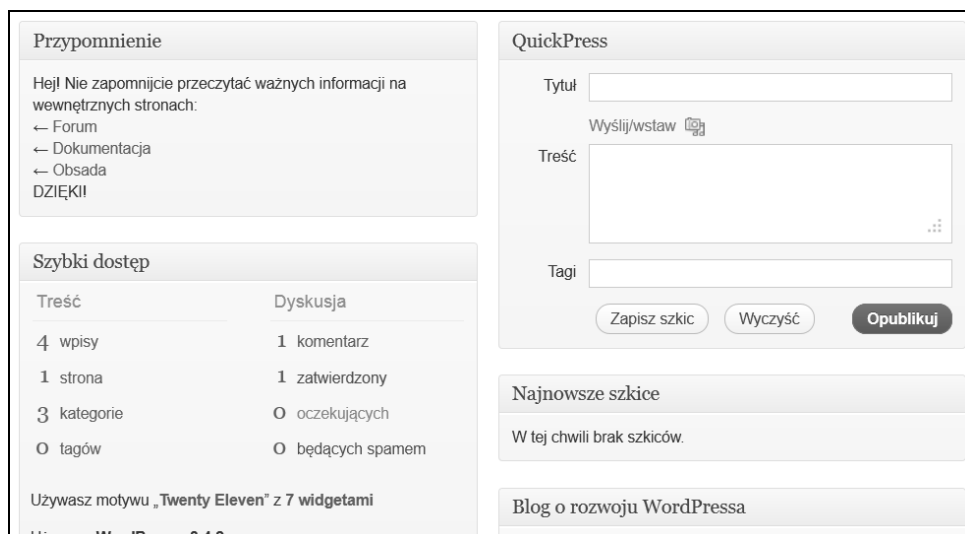 Przypomnienie
Hej! Nie zapomnijcie przeczytać ważnych informacji na
wewnętrznych stronach:
← Forum
← Dokumentacja
← Obsada
DZIĘKI!
Szybki dostęp
Treść Dyskusja
4 wpisy 1 komentarz
1 strona 1 zatwierdzony
3 kategorie 0 oczekujących
0 tagów 0 będących spamem
Używasz motywu „Twenty Eleven” z 7 widgetami
QuickPress
Tytuł
Wyślij/wstaw
Treść
Tagi
Zapisz szkic Wyczyść Opublikuj
Najnowsze szkice
W tej chwili brak szkiców.
Blog o rozwoju WordPressa